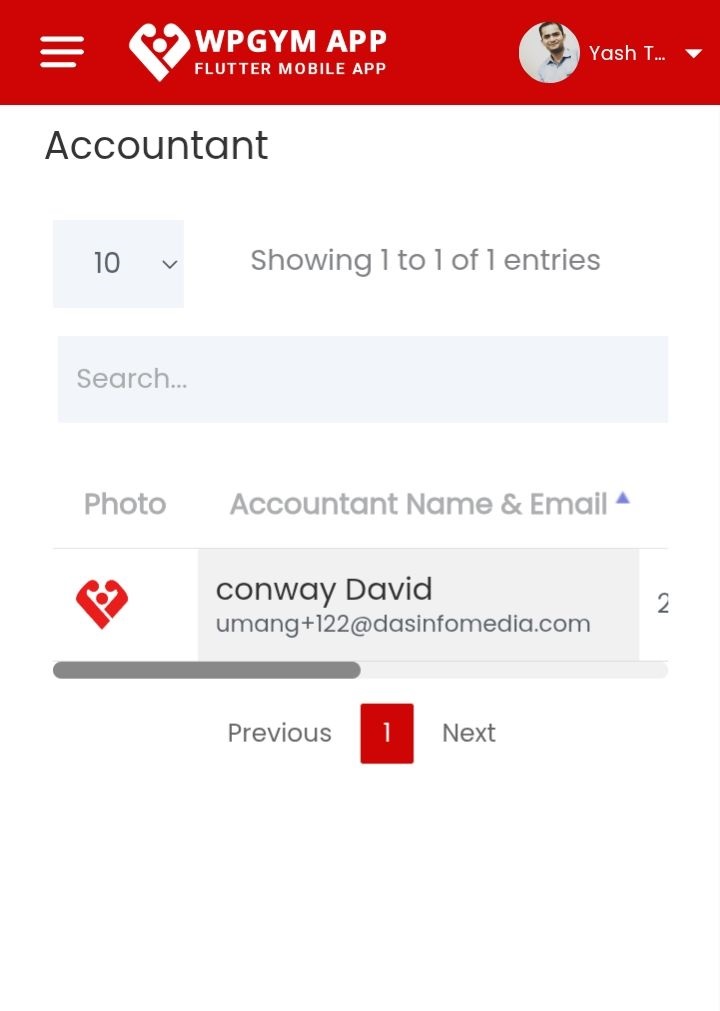 WPGYM APP
FLUTTER MOBILE APP
Yash T...
Accountant
10
Showing 1 to 1 of 1 entries
Search...
Photo
Accountant Name & Email
conway David
2
umang+122@dasinfomedia.com
Previous
1
Next